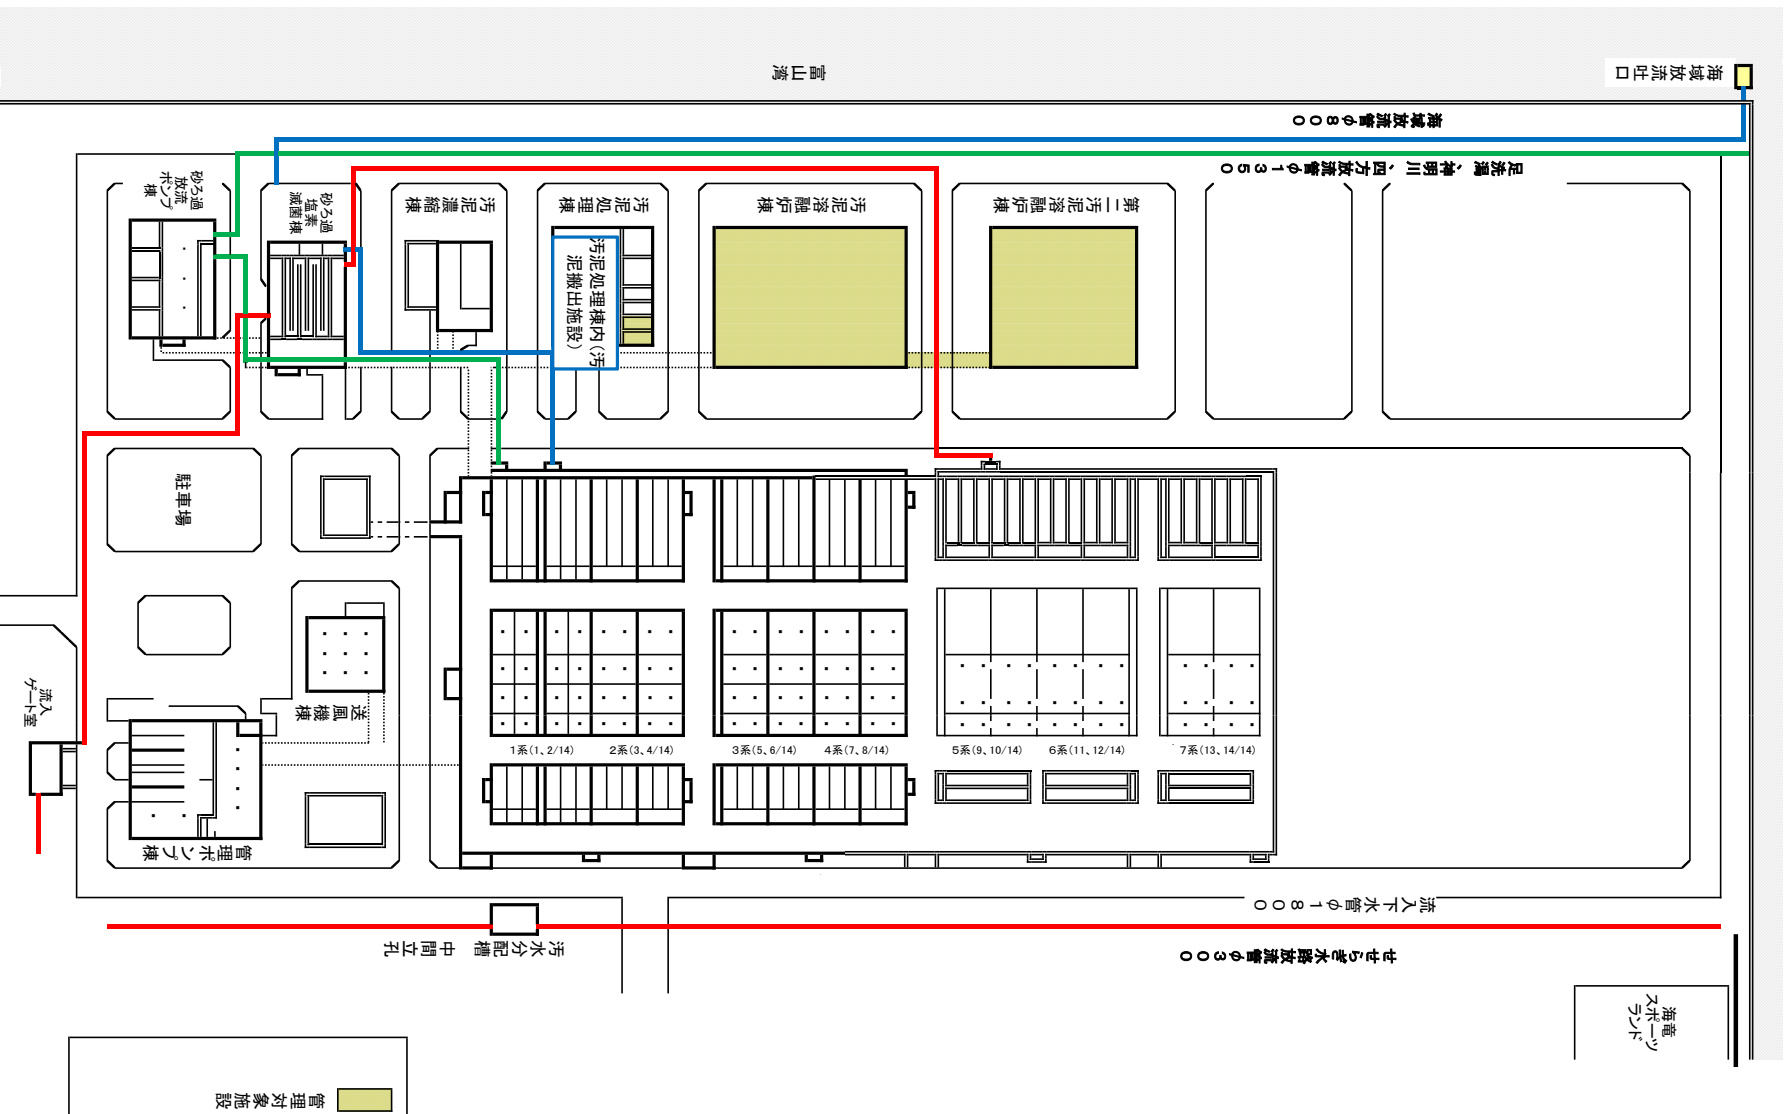 富山湾
海域放流吐口
海域放流管φ800
足洗潟、神明川、四方放流管φ1350
砂ろ過
放流
ポンプ
棟
砂ろ過
塩素
滅菌棟
汚泥濃縮棟
汚泥処理棟
汚泥処理棟内(汚
泥搬出施設)
汚泥溶融炉棟
第二汚泥溶融炉棟
駐車場
流入
ゲート室
送風機棟
管理ポンプ棟
1系(1、2/14)
2系(3、4/14)
3系(5、6/14)
4系(7、8/14)
5系(9、10/14)
6系(11、12/14)
7系(13、14/14)
流入下水管φ1800
汚水分配槽 中間立孔
せせらぎ水路放流管φ300
海竜
スポーツ
ランド
管理対象施設